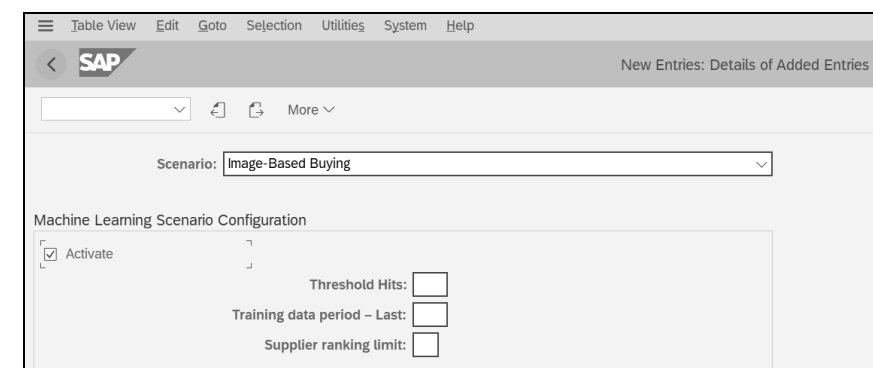 Table View Edit Goto Selection Utilities System Help
SAP New Entries: Details of Added Entries
More
Scenario: Image-Based Buying
Machine Learning Scenario Configuration
Activate
Threshold Hits:
Training data period – Last:
Supplier ranking limit: